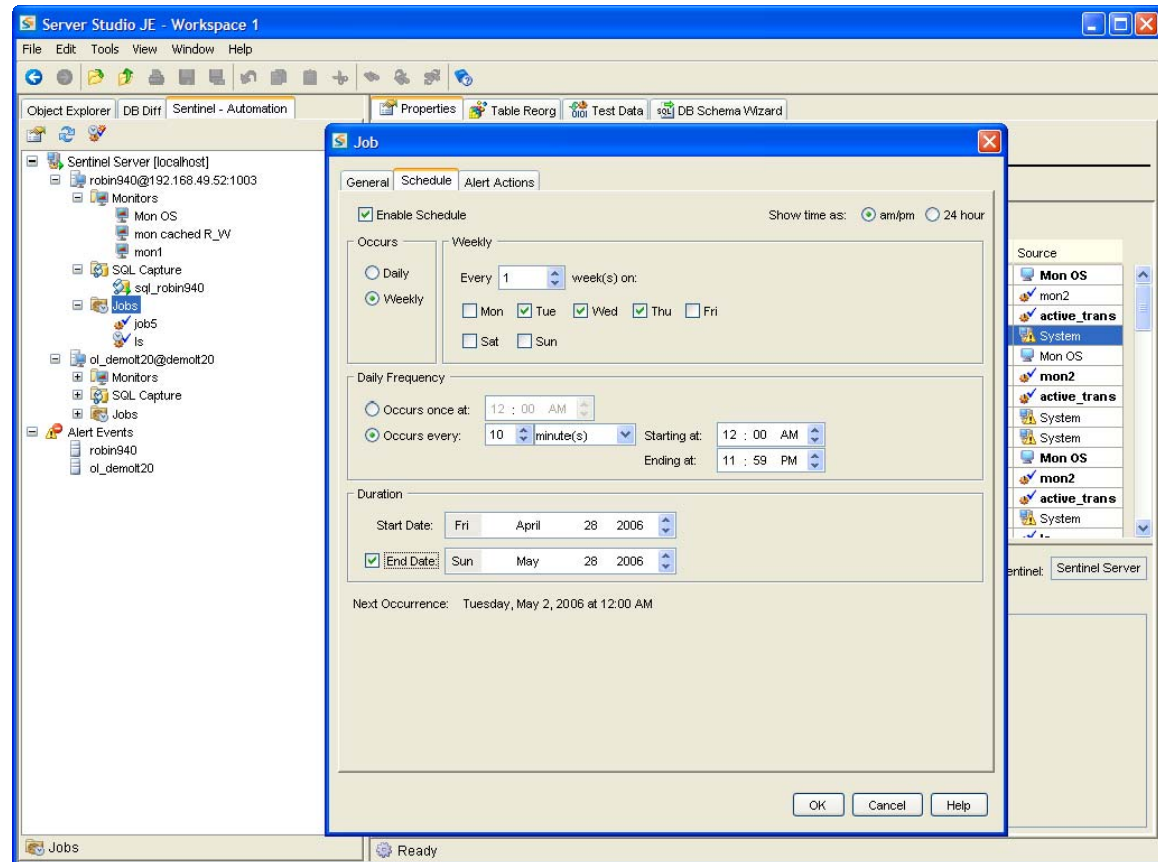 Server Studio JE - Workspace 1
File Edit Tools View Window Help
Object Explorer DB Diff Sentinel - Automation
Properties Table Reorg Test Data DB Schema Wizard
Sentinel Server [localhost]
robin940@192.168.49.52:1003
Monitors
Mon OS
mon cached R_W
mon1
SQL Capture
sql_robin940
Jobs
job5
ls
ol_demolt20@demolt20
Monitors
SQL Capture
Jobs
Alert Events
robin940
ol_demolt20
Job
General Schedule Alert Actions
Enable Schedule Show time as: am/pm 24 hour
Occurs Weekly
Daily
Weekly
Every 1 week(s) on:
Mon Tue Wed Thu Fri
Sat Sun
Daily Frequency
Occurs once at: 12 : 00 AM
Occurs every: 10 minute(s) Starting at: 12 : 00 AM
Ending at: 11 : 59 PM
Duration
Start Date: Fri April 28 2006
End Date: Sun May 28 2006
Next Occurrence: Tuesday, May 2, 2006 at 12:00 AM
OK Cancel Help
Source
Mon OS
mon2
active_trans
System
Mon OS
mon2
active_trans
System
System
Mon OS
mon2
active_trans
System
entinel: Sentinel Server
Jobs
Ready